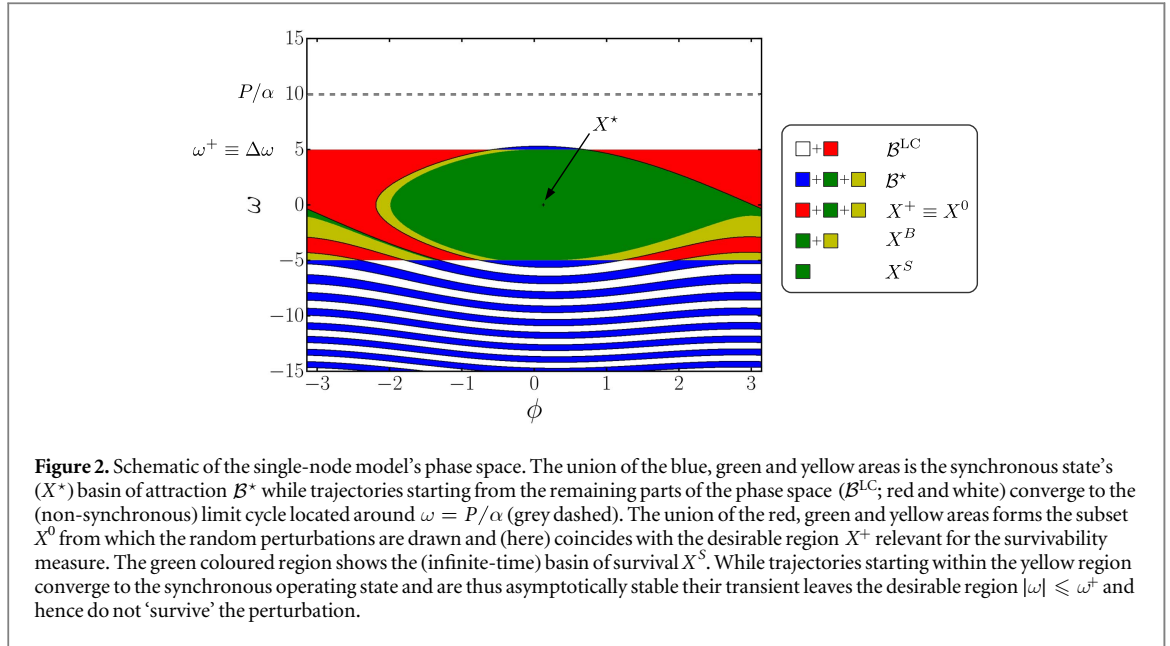 15
P/α 10
ω⁺ ≡ Δω 5
X⋆
ω
0
−5
−10
−15
−3 −2 −1 0 1 2 3
ϕ
+ 𝓑ᴸᶜ
+ + 𝓑⋆
+ + X⁺ ≡ X⁰
+ Xᴮ
Xˢ
Figure 2. Schematic of the single-node model's phase space. The union of the blue, green and yellow areas is the synchronous state's
(X⋆) basin of attraction 𝓑⋆ while trajectories starting from the remaining parts of the phase space (𝓑ᴸᶜ; red and white) converge to the
(non-synchronous) limit cycle located around ω = P/α (grey dashed). The union of the red, green and yellow areas forms the subset
X⁰ from which the random perturbations are drawn and (here) coincides with the desirable region X⁺ relevant for the survivability
measure. The green coloured region shows the (infinite-time) basin of survival Xˢ. While trajectories starting within the yellow region
converge to the synchronous operating state and are thus asymptotically stable their transient leaves the desirable region |ω| ⩽ ω⁺ and
hence do not 'survive' the perturbation.